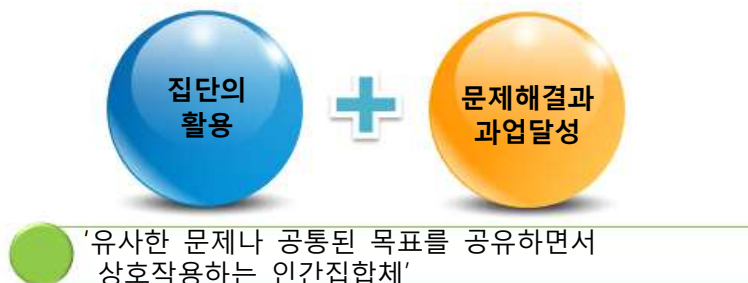 집단의
활용
문제해결과
과업달성
'유사한 문제나 공통된 목표를 공유하면서
상호작용하는 인간집합체'